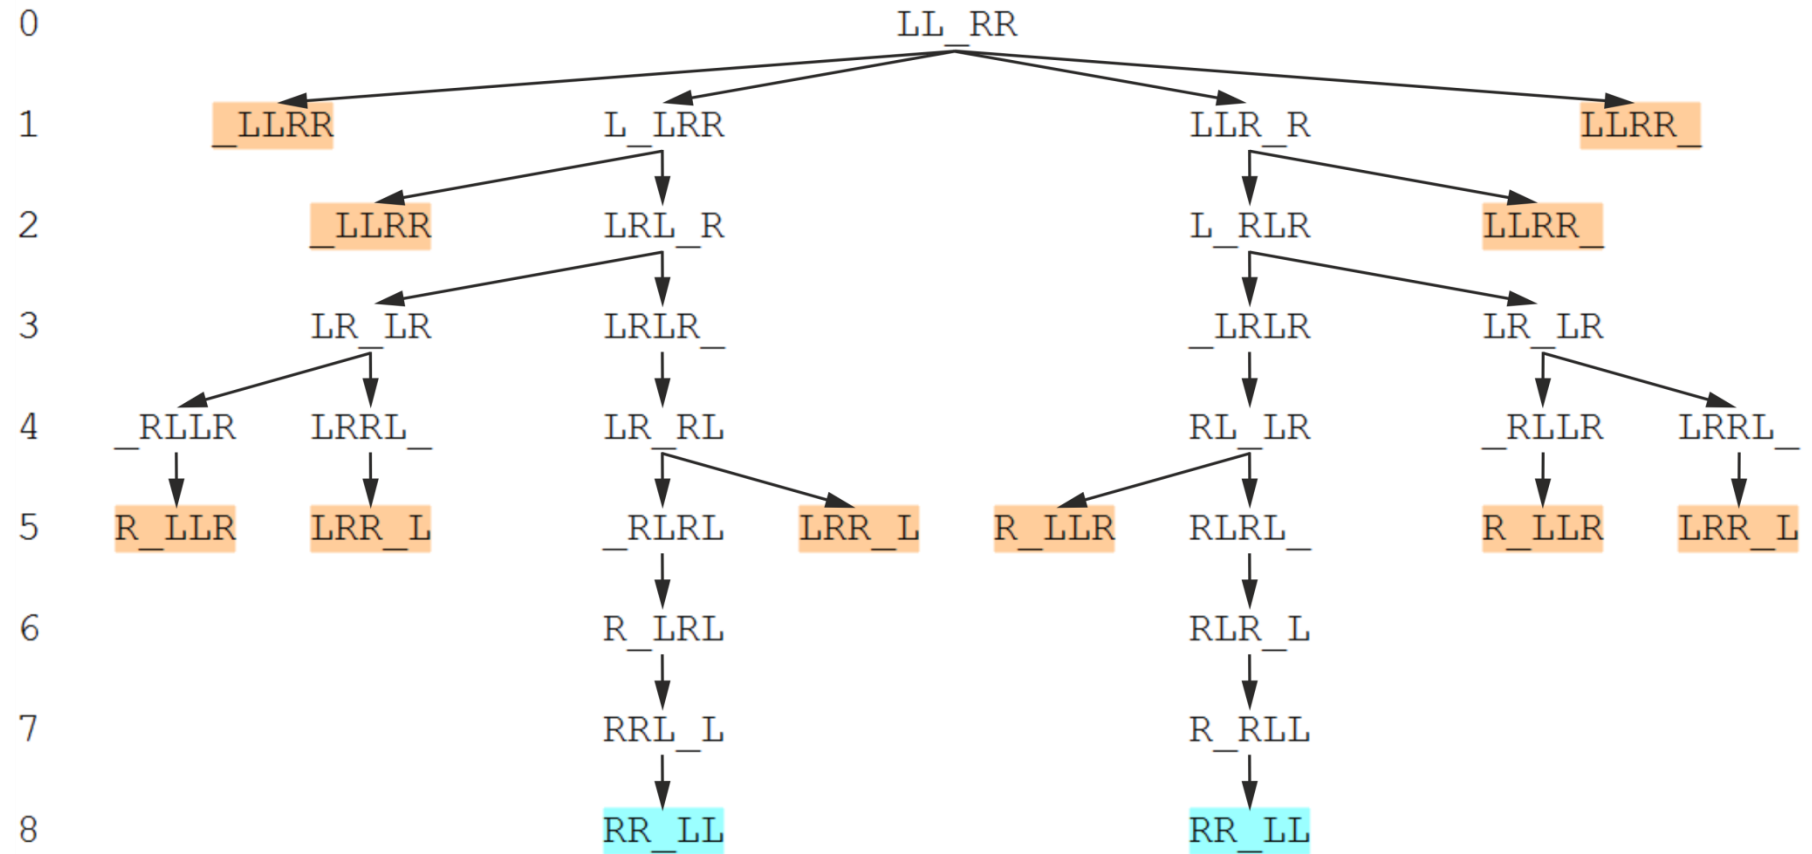 0 LL_RR
1 _LLRR L_LRR LLR_R LLRR_
2 _LLRR LRL_R L_RLR LLRR_
3 LR_LR LRLR_ _LRLR LR_LR
4 _RLLR LRRL_ LR_RL RL_LR _RLLR LRRL_
5 R_LLR LRR_L _RLRL LRR_L R_LLR RLRL_ R_LLR LRR_L
6 R_LRL RLR_L
7 RRL_L R_RLL
8 RR_LL RR_LL